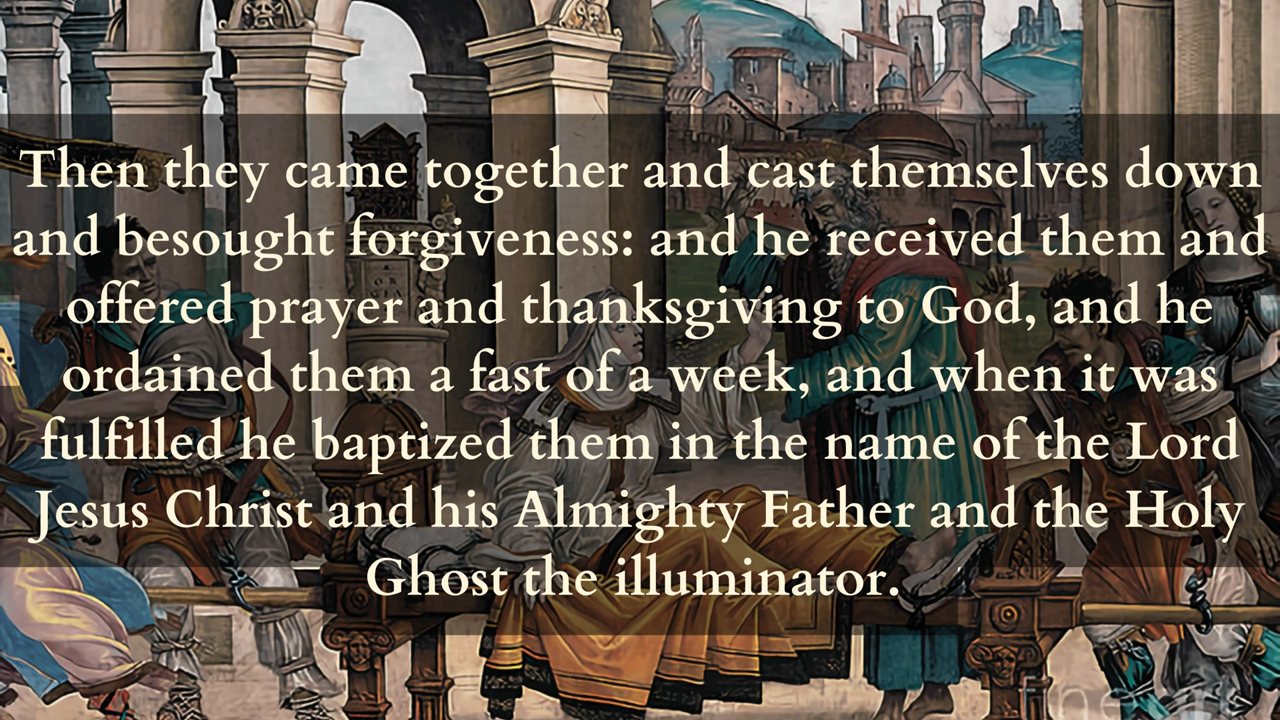 Then they came together and cast themselves down
and besought forgiveness: and he received them and
offered prayer and thanksgiving to God, and he
ordained them a fast of a week, and when it was
fulfilled he baptized them in the name of the Lord
Jesus Christ and his Almighty Father and the Holy
Ghost the illuminator.